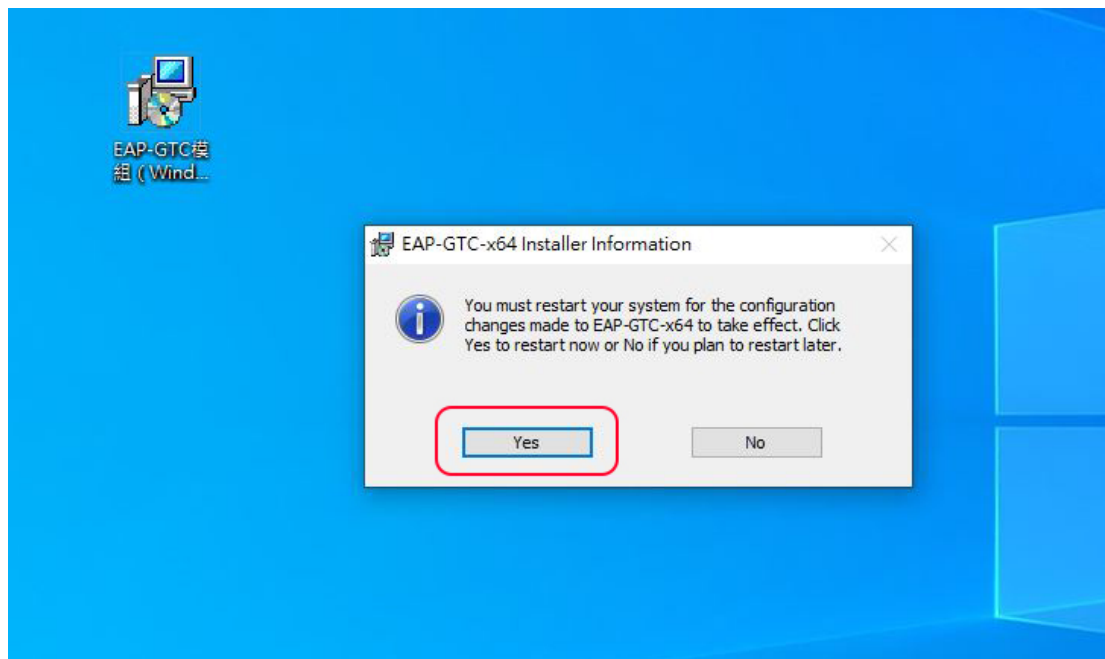 EAP-GTC模
組 ( Wind...
EAP-GTC-x64 Installer Information
You must restart your system for the configuration
changes made to EAP-GTC-x64 to take effect. Click
Yes to restart now or No if you plan to restart later.
Yes
No